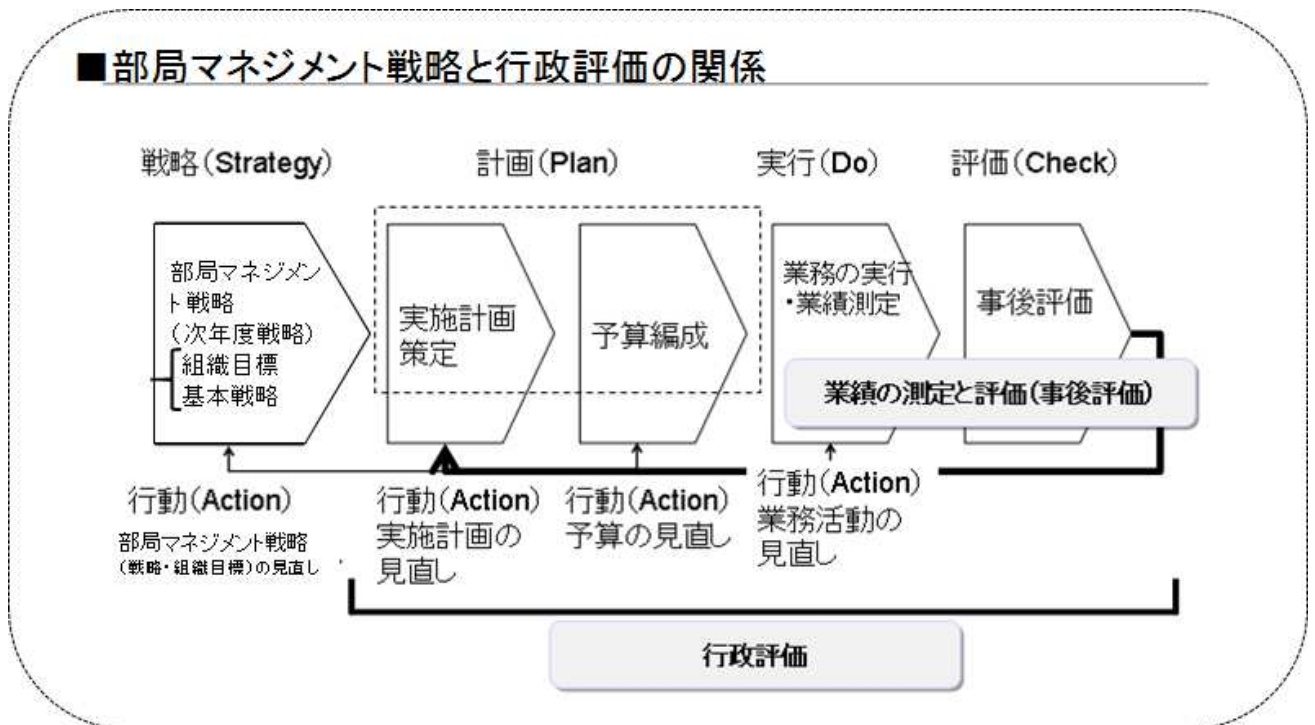 ■部局マネジメント戦略と行政評価の関係
戦略(Strategy)
計画(Plan)
実行(Do)
評価(Check)
部局マネジメン
ト戦略
(次年度戦略)
組織目標
基本戦略
実施計画
策定
予算編成
業務の実行
・業績測定
事後評価
業績の測定と評価(事後評価)
行動(Action)
部局マネジメント戦略
(戦略・組織目標)の見直し
行動(Action)
実施計画の
見直し
行動(Action)
予算の見直し
行動(Action)
業務活動の
見直し
行政評価